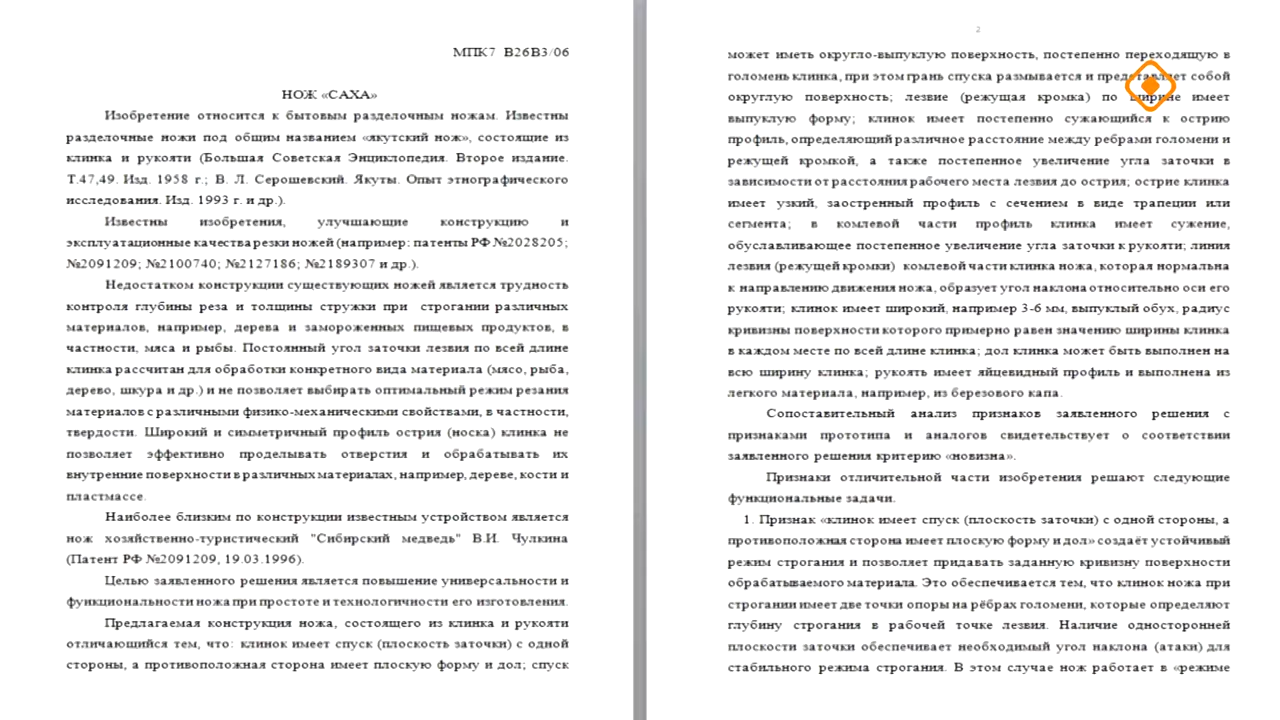 МПК7 В26В3/06
НОЖ «САХА»
Изобретение относится к бытовым разделочным ножам. Известны
разделочные ножи под общим названием «якутский нож», состоящие из
клинка и рукояти (Большая Советская Энциклопедия. Второе издание.
Т.47,49. Изд. 1958 г.; В. Л. Серошевский. Якуты. Опыт этнографического
исследования. Изд. 1993 г. и др.).
Известны изобретения, улучшающие конструкцию и
эксплуатационные качества резки ножей (например: патенты РФ №2028205;
№2091209; №2100740; №2127186; №2189307 и др.).
Недостатком конструкции существующих ножей является трудность
контроля глубины реза и толщины стружки при строгании различных
материалов, например, дерева и замороженных пищевых продуктов, в
частности, мяса и рыбы. Постоянный угол заточки лезвия по всей длине
клинка рассчитан для обработки конкретного вида материала (мясо, рыба,
дерево, шкура и др.) и не позволяет выбирать оптимальный режим резания
материалов с различными физико-механическими свойствами, в частности,
твердости. Широкий и симметричный профиль острия (носка) клинка не
позволяет эффективно проделывать отверстия и обрабатывать их
внутренние поверхности в различных материалах, например, дереве, кости и
пластмассе.
Наиболее близким по конструкции известным устройством является
нож хозяйственно-туристический "Сибирский медведь" В.И. Чулкина
(Патент РФ №2091209, 19.03.1996).
Целью заявленного решения является повышение универсальности и
функциональности ножа при простоте и технологичности его изготовления.
Предлагаемая конструкция ножа, состоящего из клинка и рукояти
отличающийся тем, что: клинок имеет спуск (плоскость заточки) с одной
стороны, а противоположная сторона имеет плоскую форму и дол; спуск
2
может иметь округло-выпуклую поверхность, постепенно переходящую в
голомень клинка, при этом грань спуска размывается и представляет собой
округлую поверхность; лезвие (режущая кромка) по ширине имеет
выпуклую форму; клинок имеет постепенно сужающийся к острию
профиль, определяющий различное расстояние между ребрами голомени и
режущей кромкой, а также постепенное увеличение угла заточки в
зависимости от расстояния рабочего места лезвия до острия; острие клинка
имеет узкий, заостренный профиль с сечением в виде трапеции или
сегмента; в комлевой части профиль клинка имеет сужение,
обуславливающее постепенное увеличение угла заточки к рукояти; линия
лезвия (режущей кромки) комлевой части клинка ножа, которая нормальна
к направлению движения ножа, образует угол наклона относительно оси его
рукояти; клинок имеет широкий, например 3-6 мм, выпуклый обух, радиус
кривизны поверхности которого примерно равен значению ширины клинка
в каждом месте по всей длине клинка; дол клинка может быть выполнен на
всю ширину клинка; рукоять имеет яйцевидный профиль и выполнена из
легкого материала, например, из березового капа.
Сопоставительный анализ признаков заявленного решения с
признаками прототипа и аналогов свидетельствует о соответствии
заявленного решения критерию «новизна».
Признаки отличительной части изобретения решают следующие
функциональные задачи.
1. Признак «клинок имеет спуск (плоскость заточки) с одной стороны, а
противоположная сторона имеет плоскую форму и дол» создаёт устойчивый
режим строгания и позволяет придавать заданную кривизну поверхности
обрабатываемого материала. Это обеспечивается тем, что клинок ножа при
строгании имеет две точки опоры на рёбрах голомени, которые определяют
глубину строгания в рабочей точке лезвия. Наличие односторонней
плоскости заточки обеспечивает необходимый угол наклона (атаки) для
стабильного режима строгания. В этом случае нож работает в «режиме